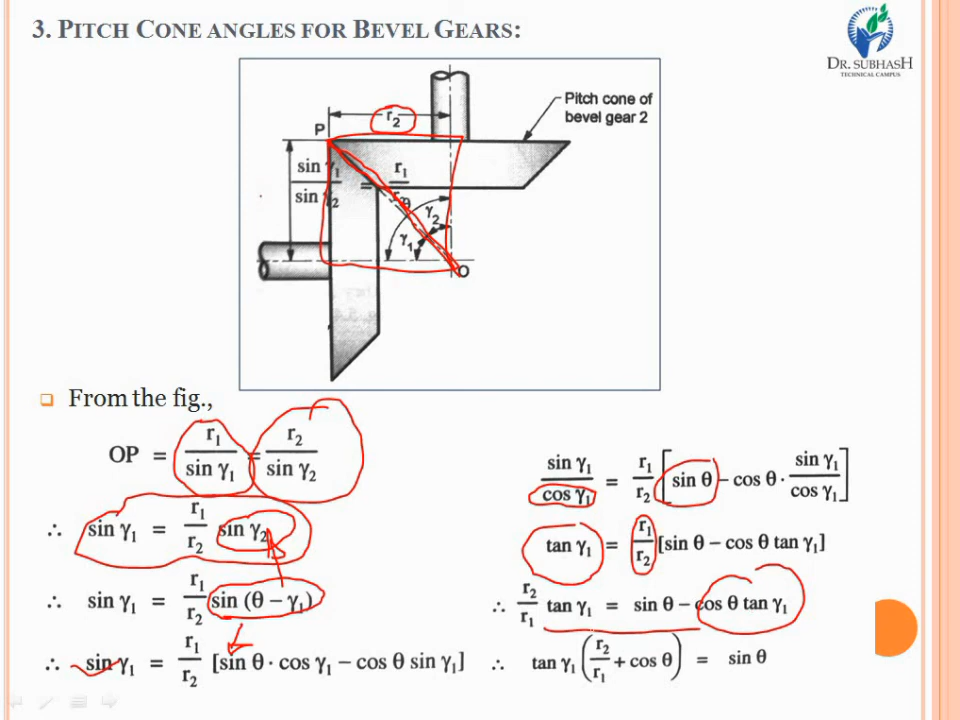 3. PITCH CONE ANGLES FOR BEVEL GEARS:
DR. SUBHASH
TECHNICAL CAMPUS
r₂
Pitch cone of
bevel gear 2
P
sin γ₁ / sin γ₂ = r₁ / r₂
θ
γ₂
γ₁
O
From the fig.,
OP = r₁ / sin γ₁ = r₂ / sin γ₂
∴ sin γ₁ = r₁ / r₂ sin γ₂
∴ sin γ₁ = r₁ / r₂ sin (θ − γ₁)
∴ sin γ₁ = r₁ / r₂ [sin θ · cos γ₁ − cos θ sin γ₁]
sin γ₁ / cos γ₁ = r₁ / r₂ [sin θ − cos θ · sin γ₁ / cos γ₁]
tan γ₁ = r₁ / r₂ [sin θ − cos θ tan γ₁]
∴ r₂ / r₁ tan γ₁ = sin θ − cos θ tan γ₁
∴ tan γ₁ (r₂ / r₁ + cos θ) = sin θ